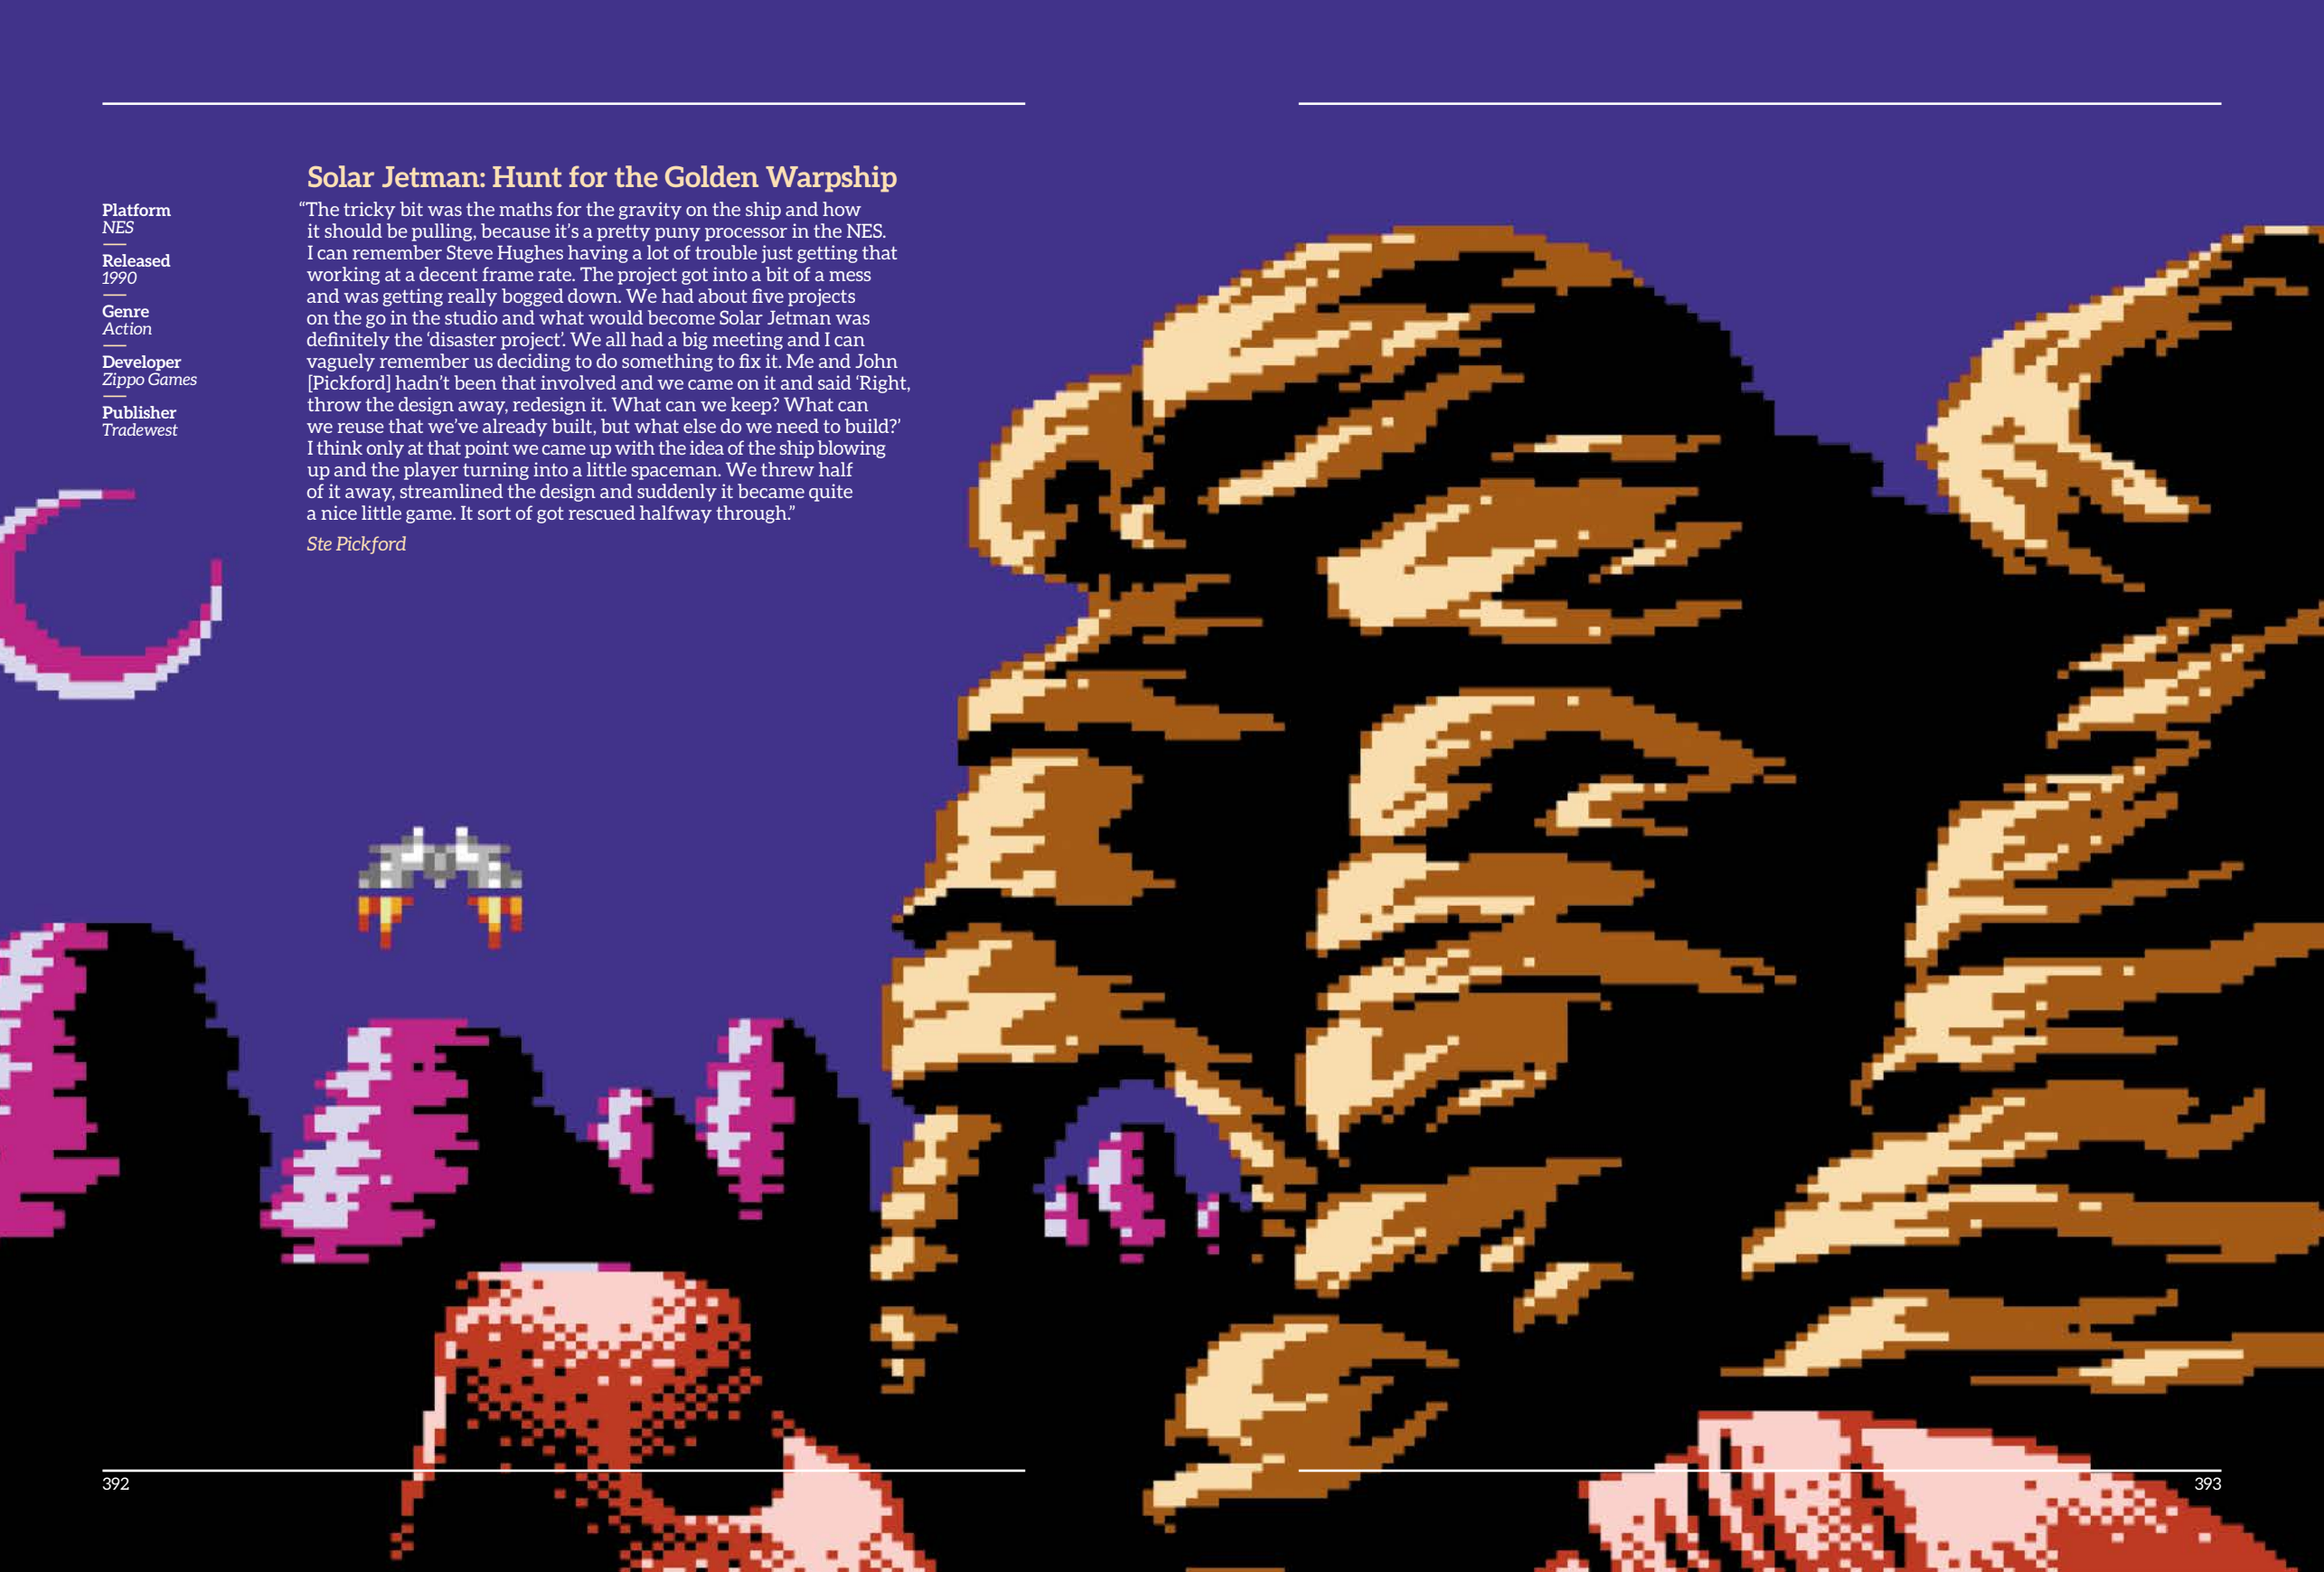 Solar Jetman: Hunt for the Golden Warpship
Platform
NES
Released
1990
Genre
Action
Developer
Zippo Games
Publisher
Tradewest
“The tricky bit was the maths for the gravity on the ship and how
it should be pulling, because it’s a pretty puny processor in the NES.
I can remember Steve Hughes having a lot of trouble just getting that
working at a decent frame rate. The project got into a bit of a mess
and was getting really bogged down. We had about five projects
on the go in the studio and what would become Solar Jetman was
definitely the ‘disaster project’. We all had a big meeting and I can
vaguely remember us deciding to do something to fix it. Me and John
[Pickford] hadn’t been that involved and we came on it and said ‘Right,
throw the design away, redesign it. What can we keep? What can
we reuse that we’ve already built, but what else do we need to build?’
I think only at that point we came up with the idea of the ship blowing
up and the player turning into a little spaceman. We threw half
of it away, streamlined the design and suddenly it became quite
a nice little game. It sort of got rescued halfway through.”
Ste Pickford
392
393